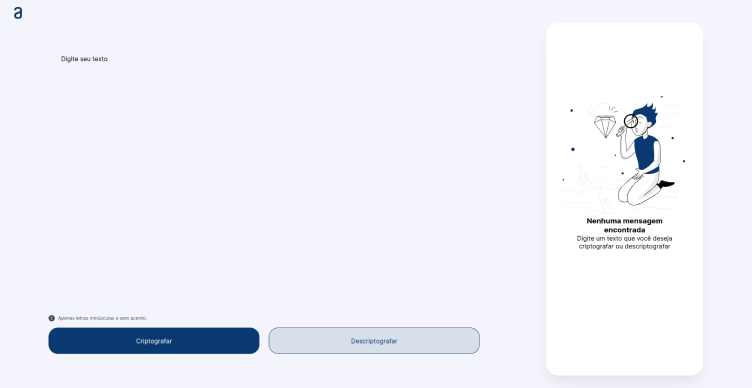 a
Digite seu texto
Apenas letras minúsculas e sem acento.
Criptografar
Descriptografar
Nenhuma mensagem
encontrada
Digite um texto que você deseja
criptografar ou descriptografar